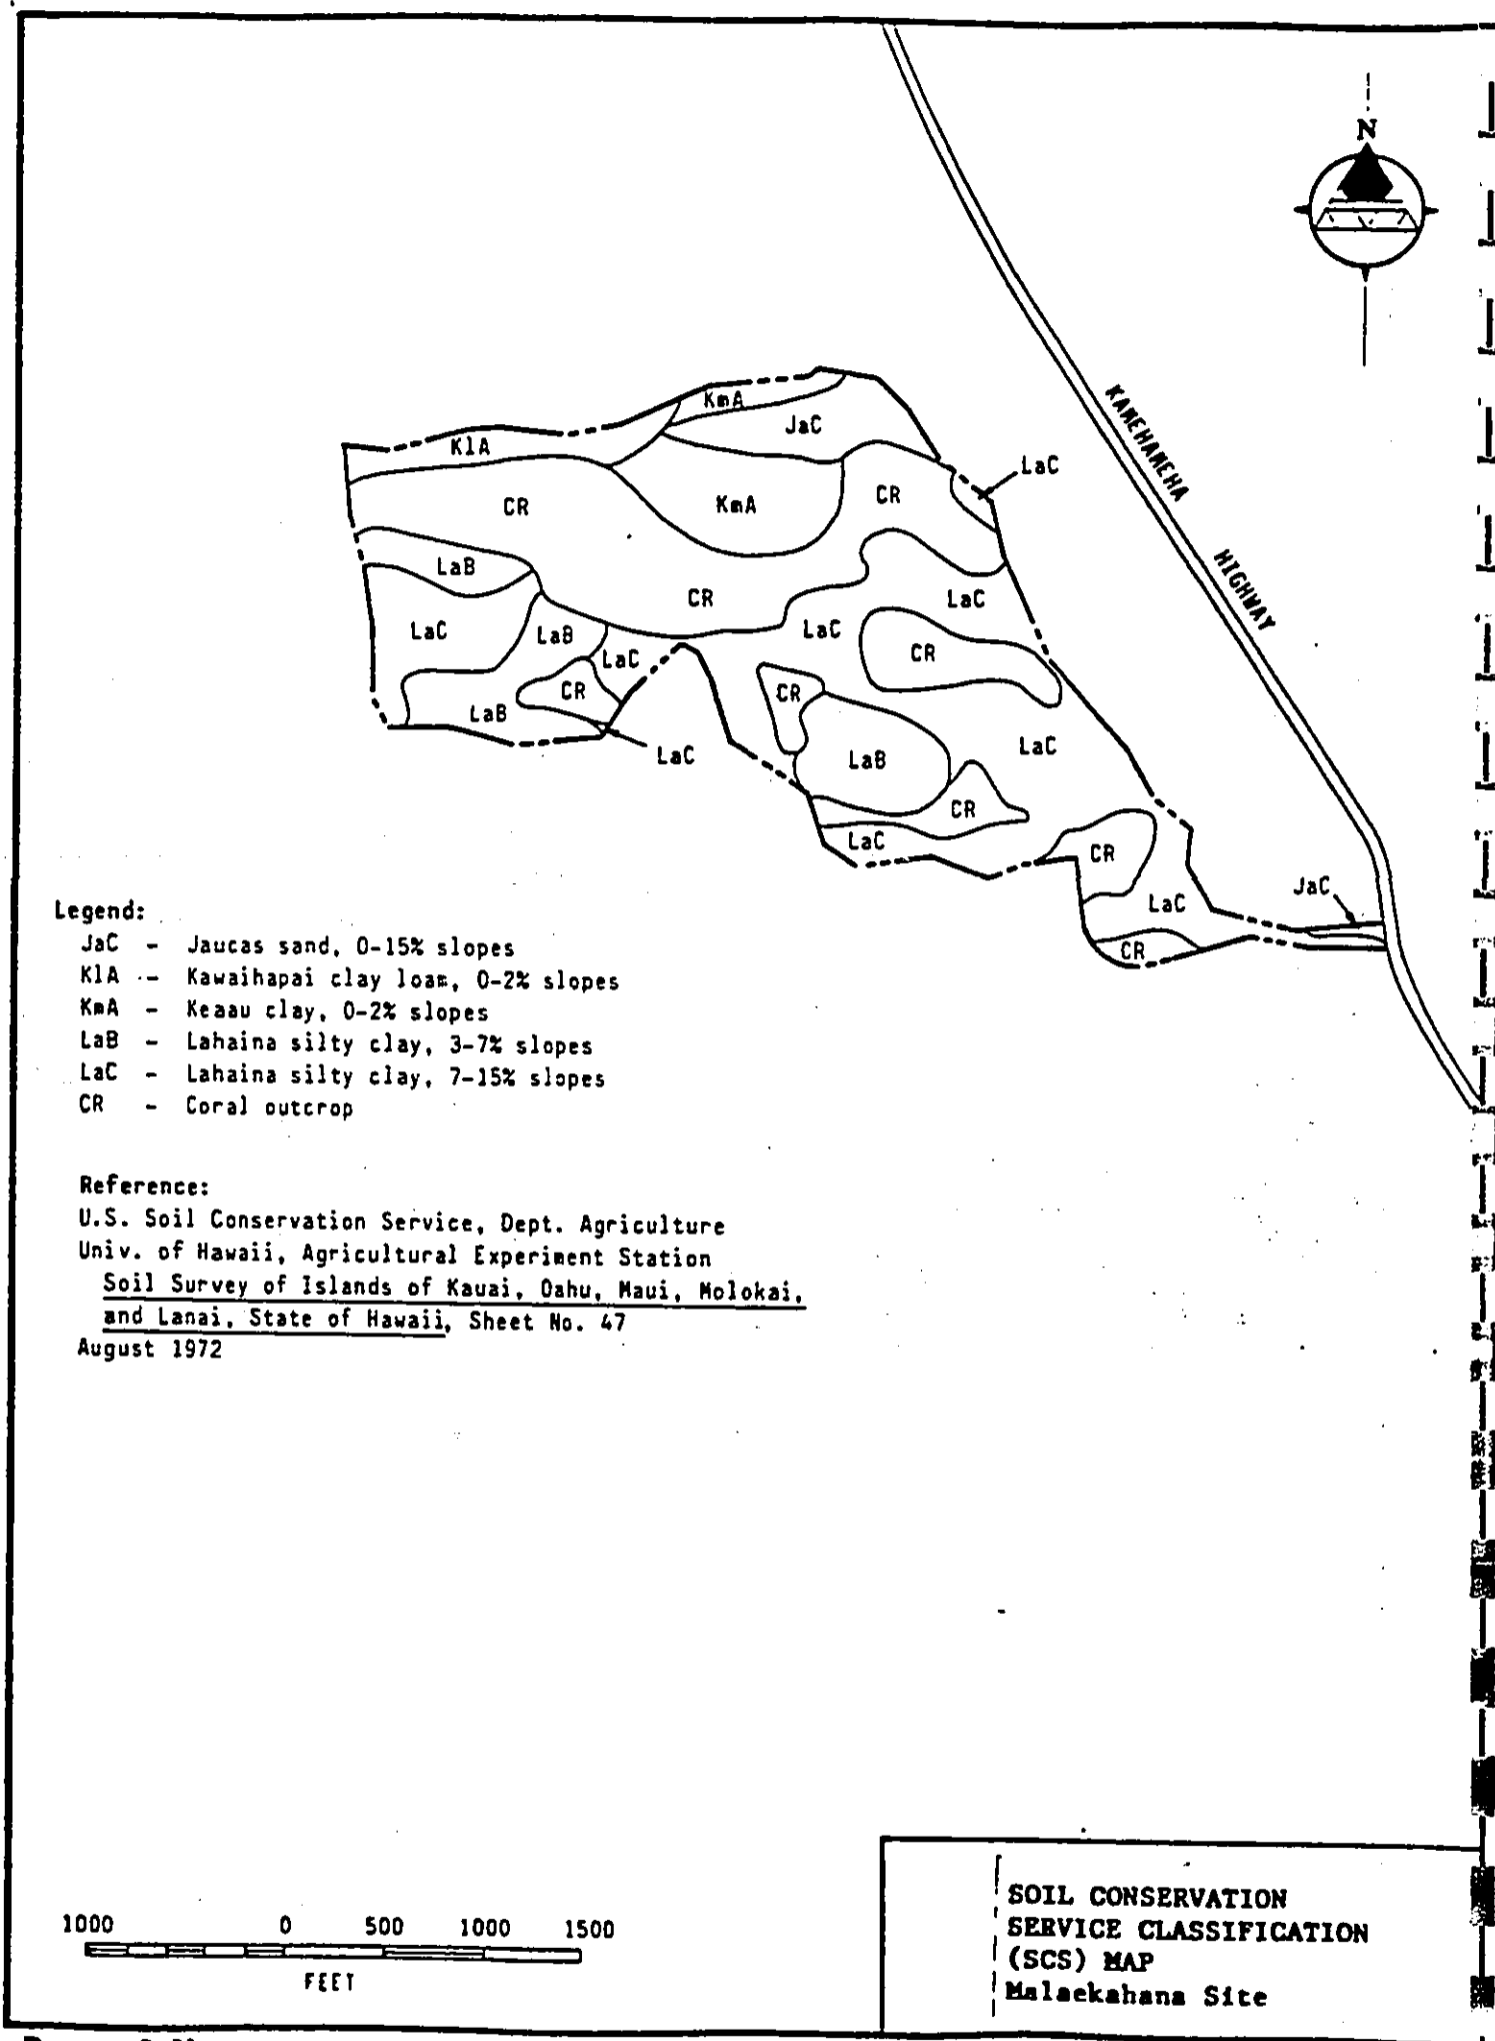 N
KAMEHAMEHA
HIGHWAY
KmA
JaC
KlA
LaC
CR
KmA
CR
LaB
CR
LaC
LaC
LaB
LaC
LaC
CR
CR
CR
LaB
LaC
LaB
LaC
CR
LaC
CR
JaC
LaC
CR
Legend:
JaC - Jaucas sand, 0-15% slopes
KlA - Kawaihapai clay loam, 0-2% slopes
KmA - Keaau clay, 0-2% slopes
LaB - Lahaina silty clay, 3-7% slopes
LaC - Lahaina silty clay, 7-15% slopes
CR - Coral outcrop
Reference:
U.S. Soil Conservation Service, Dept. Agriculture
Univ. of Hawaii, Agricultural Experiment Station
Soil Survey of Islands of Kauai, Oahu, Maui, Molokai,
and Lanai, State of Hawaii, Sheet No. 47
August 1972
1000 0 500 1000 1500
FEET
SOIL CONSERVATION
SERVICE CLASSIFICATION
(SCS) MAP
Malaekahana Site